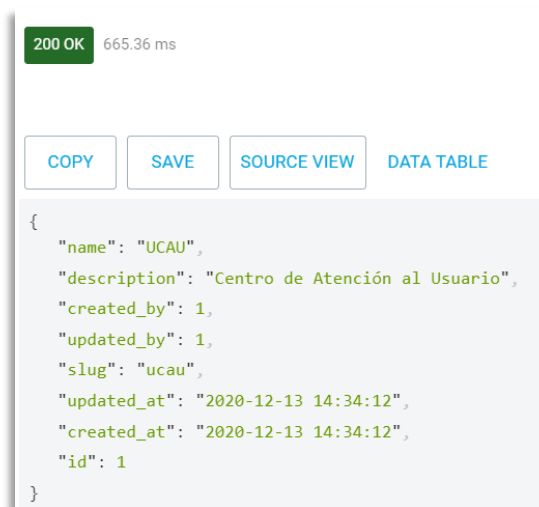 200 OK 665.36 ms
COPY SAVE SOURCE VIEW DATA TABLE
{
"name": "UCAU",
"description": "Centro de Atención al Usuario",
"created_by": 1,
"updated_by": 1,
"slug": "ucau",
"updated_at": "2020-12-13 14:34:12",
"created_at": "2020-12-13 14:34:12",
"id": 1
}